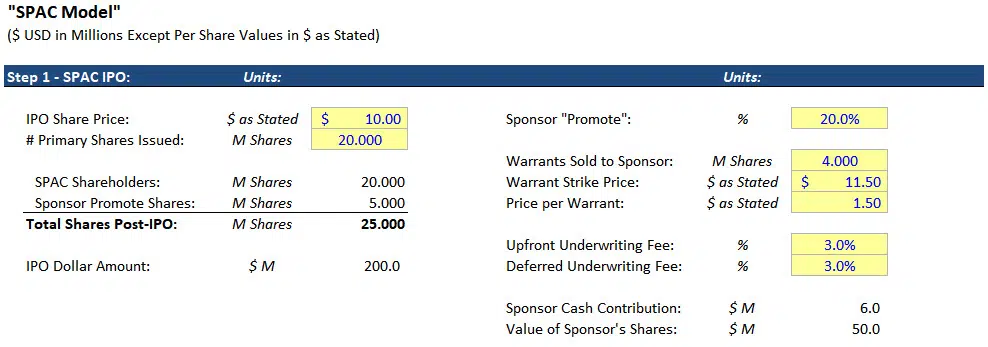 "SPAC Model"
($ USD in Millions Except Per Share Values in $ as Stated)
Step 1 - SPAC IPO: Units: Units:
IPO Share Price: $ as Stated $ 10.00 Sponsor "Promote": % 20.0%
# Primary Shares Issued: M Shares 20.000
Warrants Sold to Sponsor: M Shares 4.000
SPAC Shareholders: M Shares 20.000 Warrant Strike Price: $ as Stated $ 11.50
Sponsor Promote Shares: M Shares 5.000 Price per Warrant: $ as Stated 1.50
Total Shares Post-IPO: M Shares 25.000
Upfront Underwriting Fee: % 3.0%
IPO Dollar Amount: $ M 200.0 Deferred Underwriting Fee: % 3.0%
Sponsor Cash Contribution: $ M 6.0
Value of Sponsor's Shares: $ M 50.0